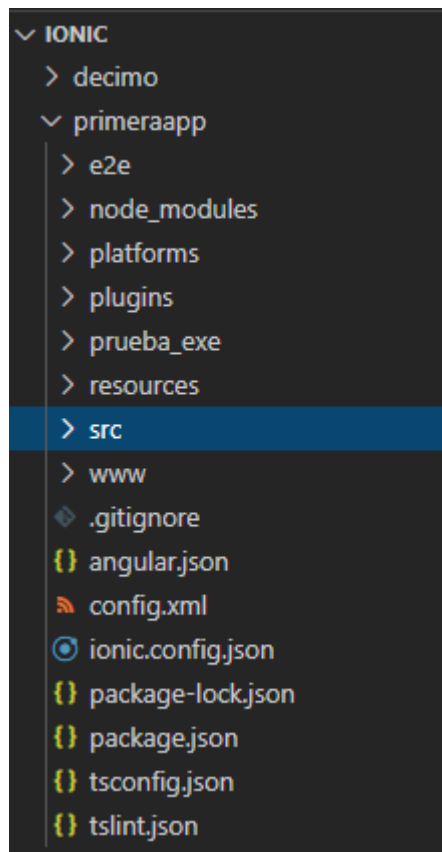 IONIC
decimo
primeraapp
e2e
node_modules
platforms
plugins
prueba_exe
resources
src
www
.gitignore
angular.json
config.xml
ionic.config.json
package-lock.json
package.json
tsconfig.json
tslint.json